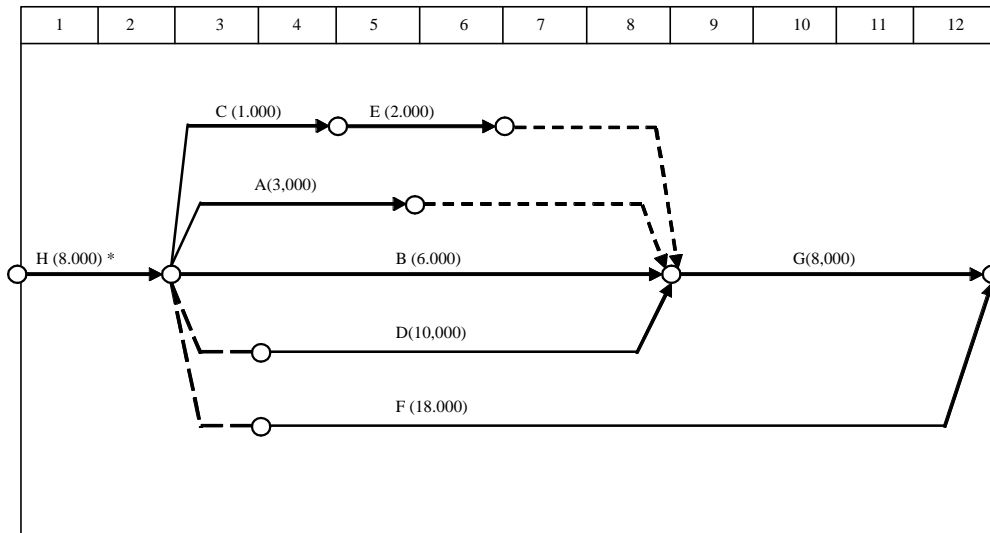 1 2 3 4 5 6 7 8 9 10 11 12
C (1.000) E (2.000)
A(3,000)
H (8.000) * B (6.000) G(8,000)
D(10,000)
F (18.000)